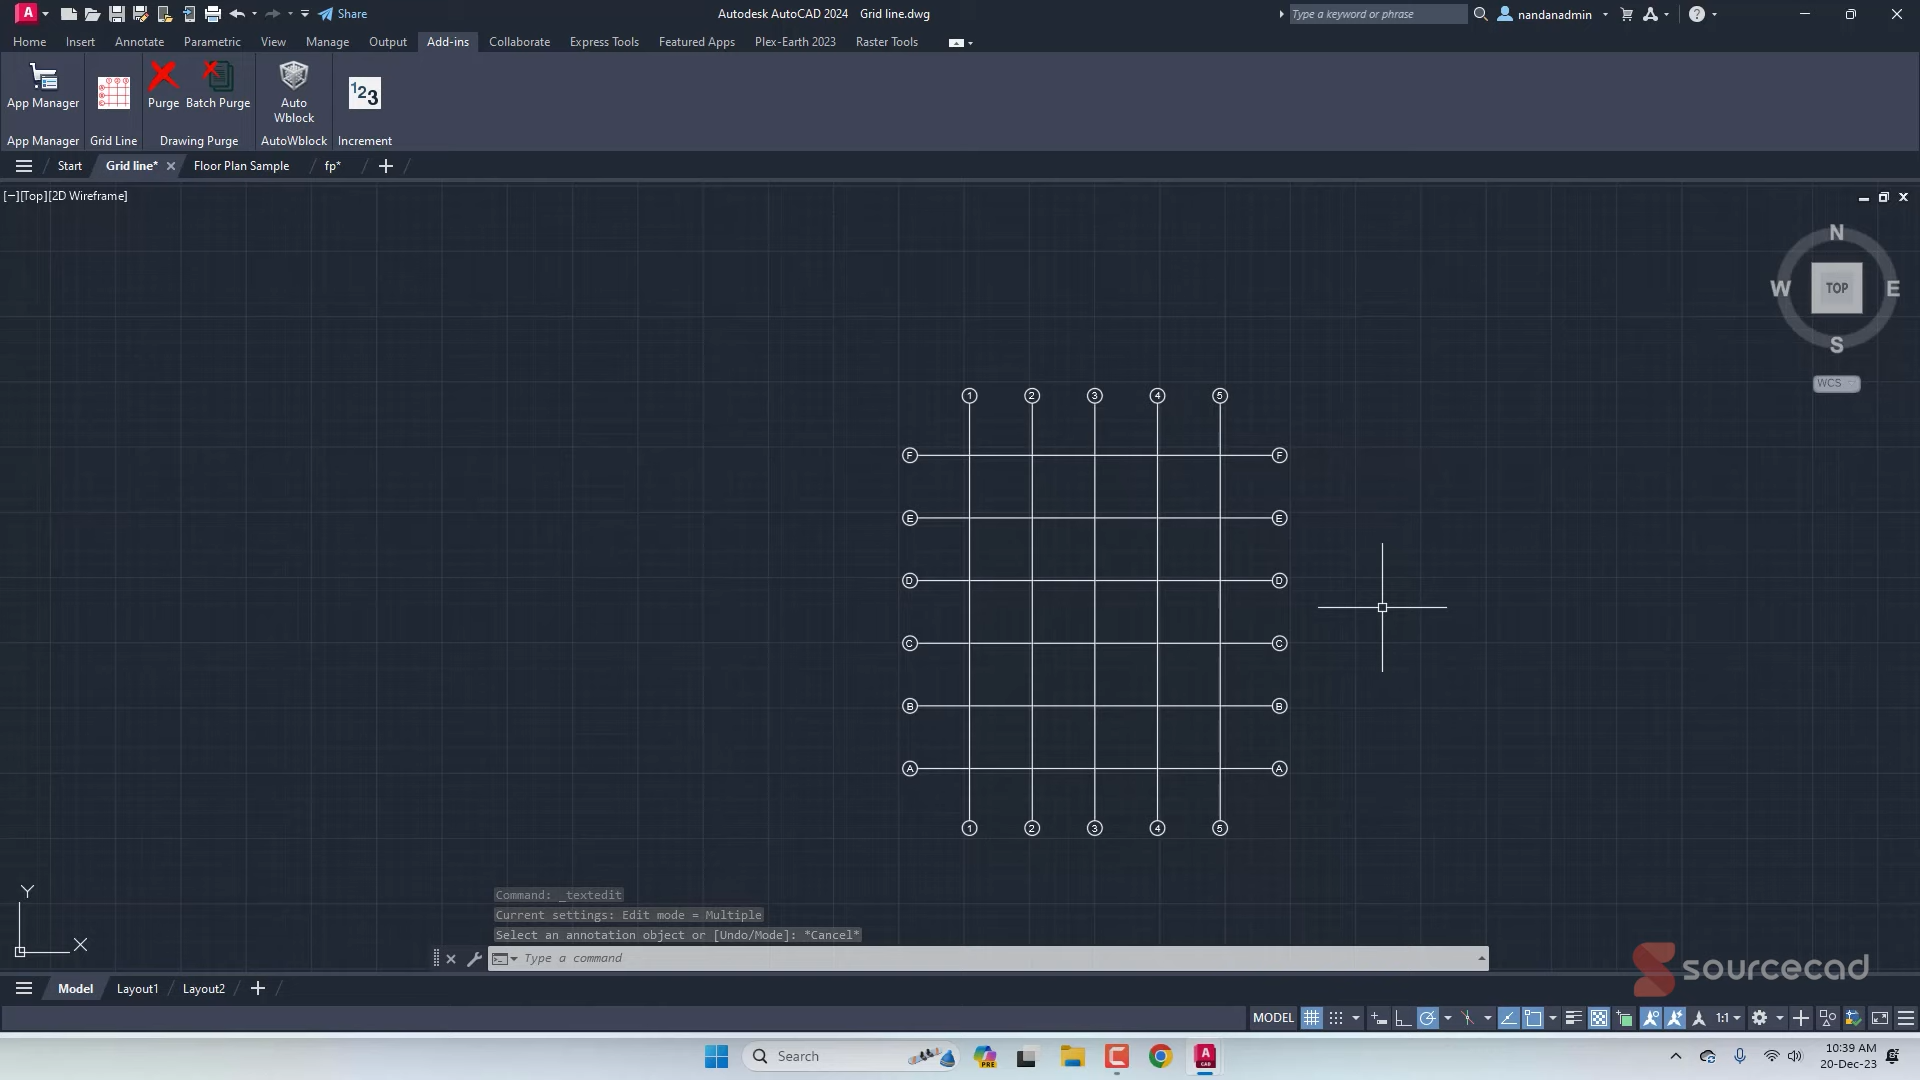 Share
Autodesk AutoCAD 2024 Grid line.dwg
Type a keyword or phrase
nandanadmin
Home Insert Annotate Parametric View Manage Output Add-ins Collaborate Express Tools Featured Apps Plex-Earth 2023 Raster Tools
App Manager Purge Batch Purge Auto
Wblock
123
App Manager Grid Line Drawing Purge AutoWblock Increment
Start Grid line* Floor Plan Sample fp*
[−][Top][2D Wireframe]
N
W TOP E
S
WCS
1 2 3 4 5
F F
E E
D D
C C
B B
A A
1 2 3 4 5
Y
X
Command: _textedit
Current settings: Edit mode = Multiple
Select an annotation object or [Undo/Mode]: *Cancel*
Type a command
sourcecad
Model Layout1 Layout2
MODEL 1:1
Search
PRE
A
CAD
10:39 AM
20-Dec-23